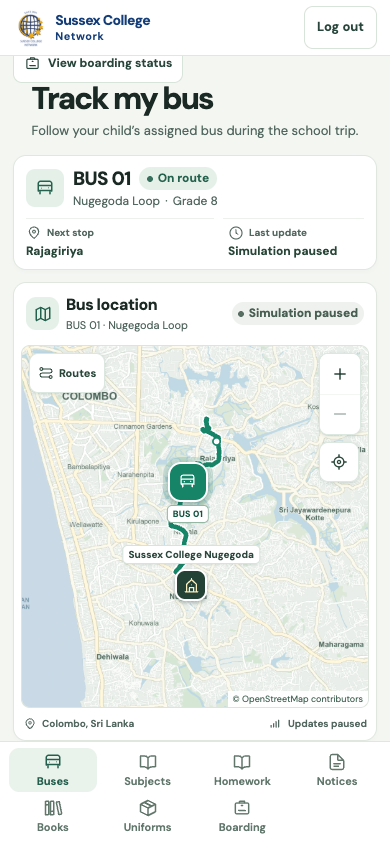 Sussex College
Network
Log out
View boarding status
Track my bus
Follow your child's assigned bus during the school trip.
BUS 01
On route
Nugegoda Loop · Grade 8
Next stop
Rajagiriya
Last update
Simulation paused
Bus location
BUS 01 · Nugegoda Loop
Simulation paused
Routes
COLOMBO
Cinnamon Gardens
Bambalapitiya
Narahenpita
Wellawatte
Kirulapone
BUS 01
Sri Jayawardenepura
Kotte
Sussex College Nugegoda
Kohuwala
Dehiwala
Maharagama
© OpenStreetMap contributors
Colombo, Sri Lanka
Updates paused
Buses
Subjects
Homework
Notices
Books
Uniforms
Boarding